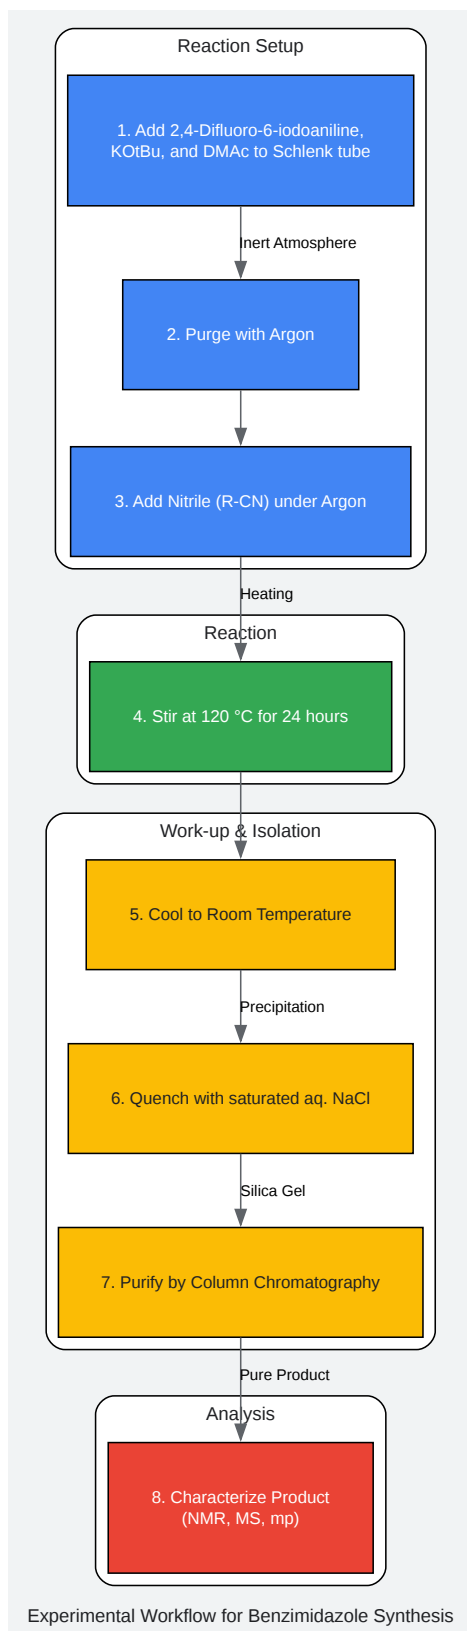 Reaction Setup
1. Add 2,4-Difluoro-6-iodoaniline,
KOtBu, and DMAc to Schlenk tube
Inert Atmosphere
2. Purge with Argon
3. Add Nitrile (R-CN) under Argon
Heating
Reaction
4. Stir at 120 °C for 24 hours
Work-up & Isolation
5. Cool to Room Temperature
Precipitation
6. Quench with saturated aq. NaCl
Silica Gel
7. Purify by Column Chromatography
Pure Product
Analysis
8. Characterize Product
(NMR, MS, mp)
Experimental Workflow for Benzimidazole Synthesis